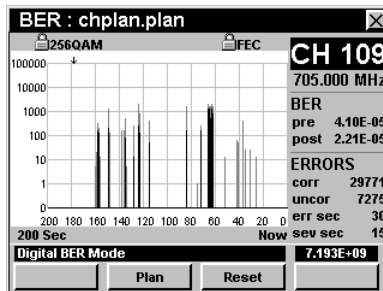 BER : chplan.plan
256QAM FEC
CH 109
705.000 MHz
BER
pre 4.10E-05
post 2.21E-05
ERRORS
corr 29771
uncor 7275
err sec 30
sev sec 15
100000
10000
1000
100
10
1
0
200 180 160 140 120 100 80 60 40 20 0
200 Sec Now
Digital BER Mode 7.193E+09
Plan Reset